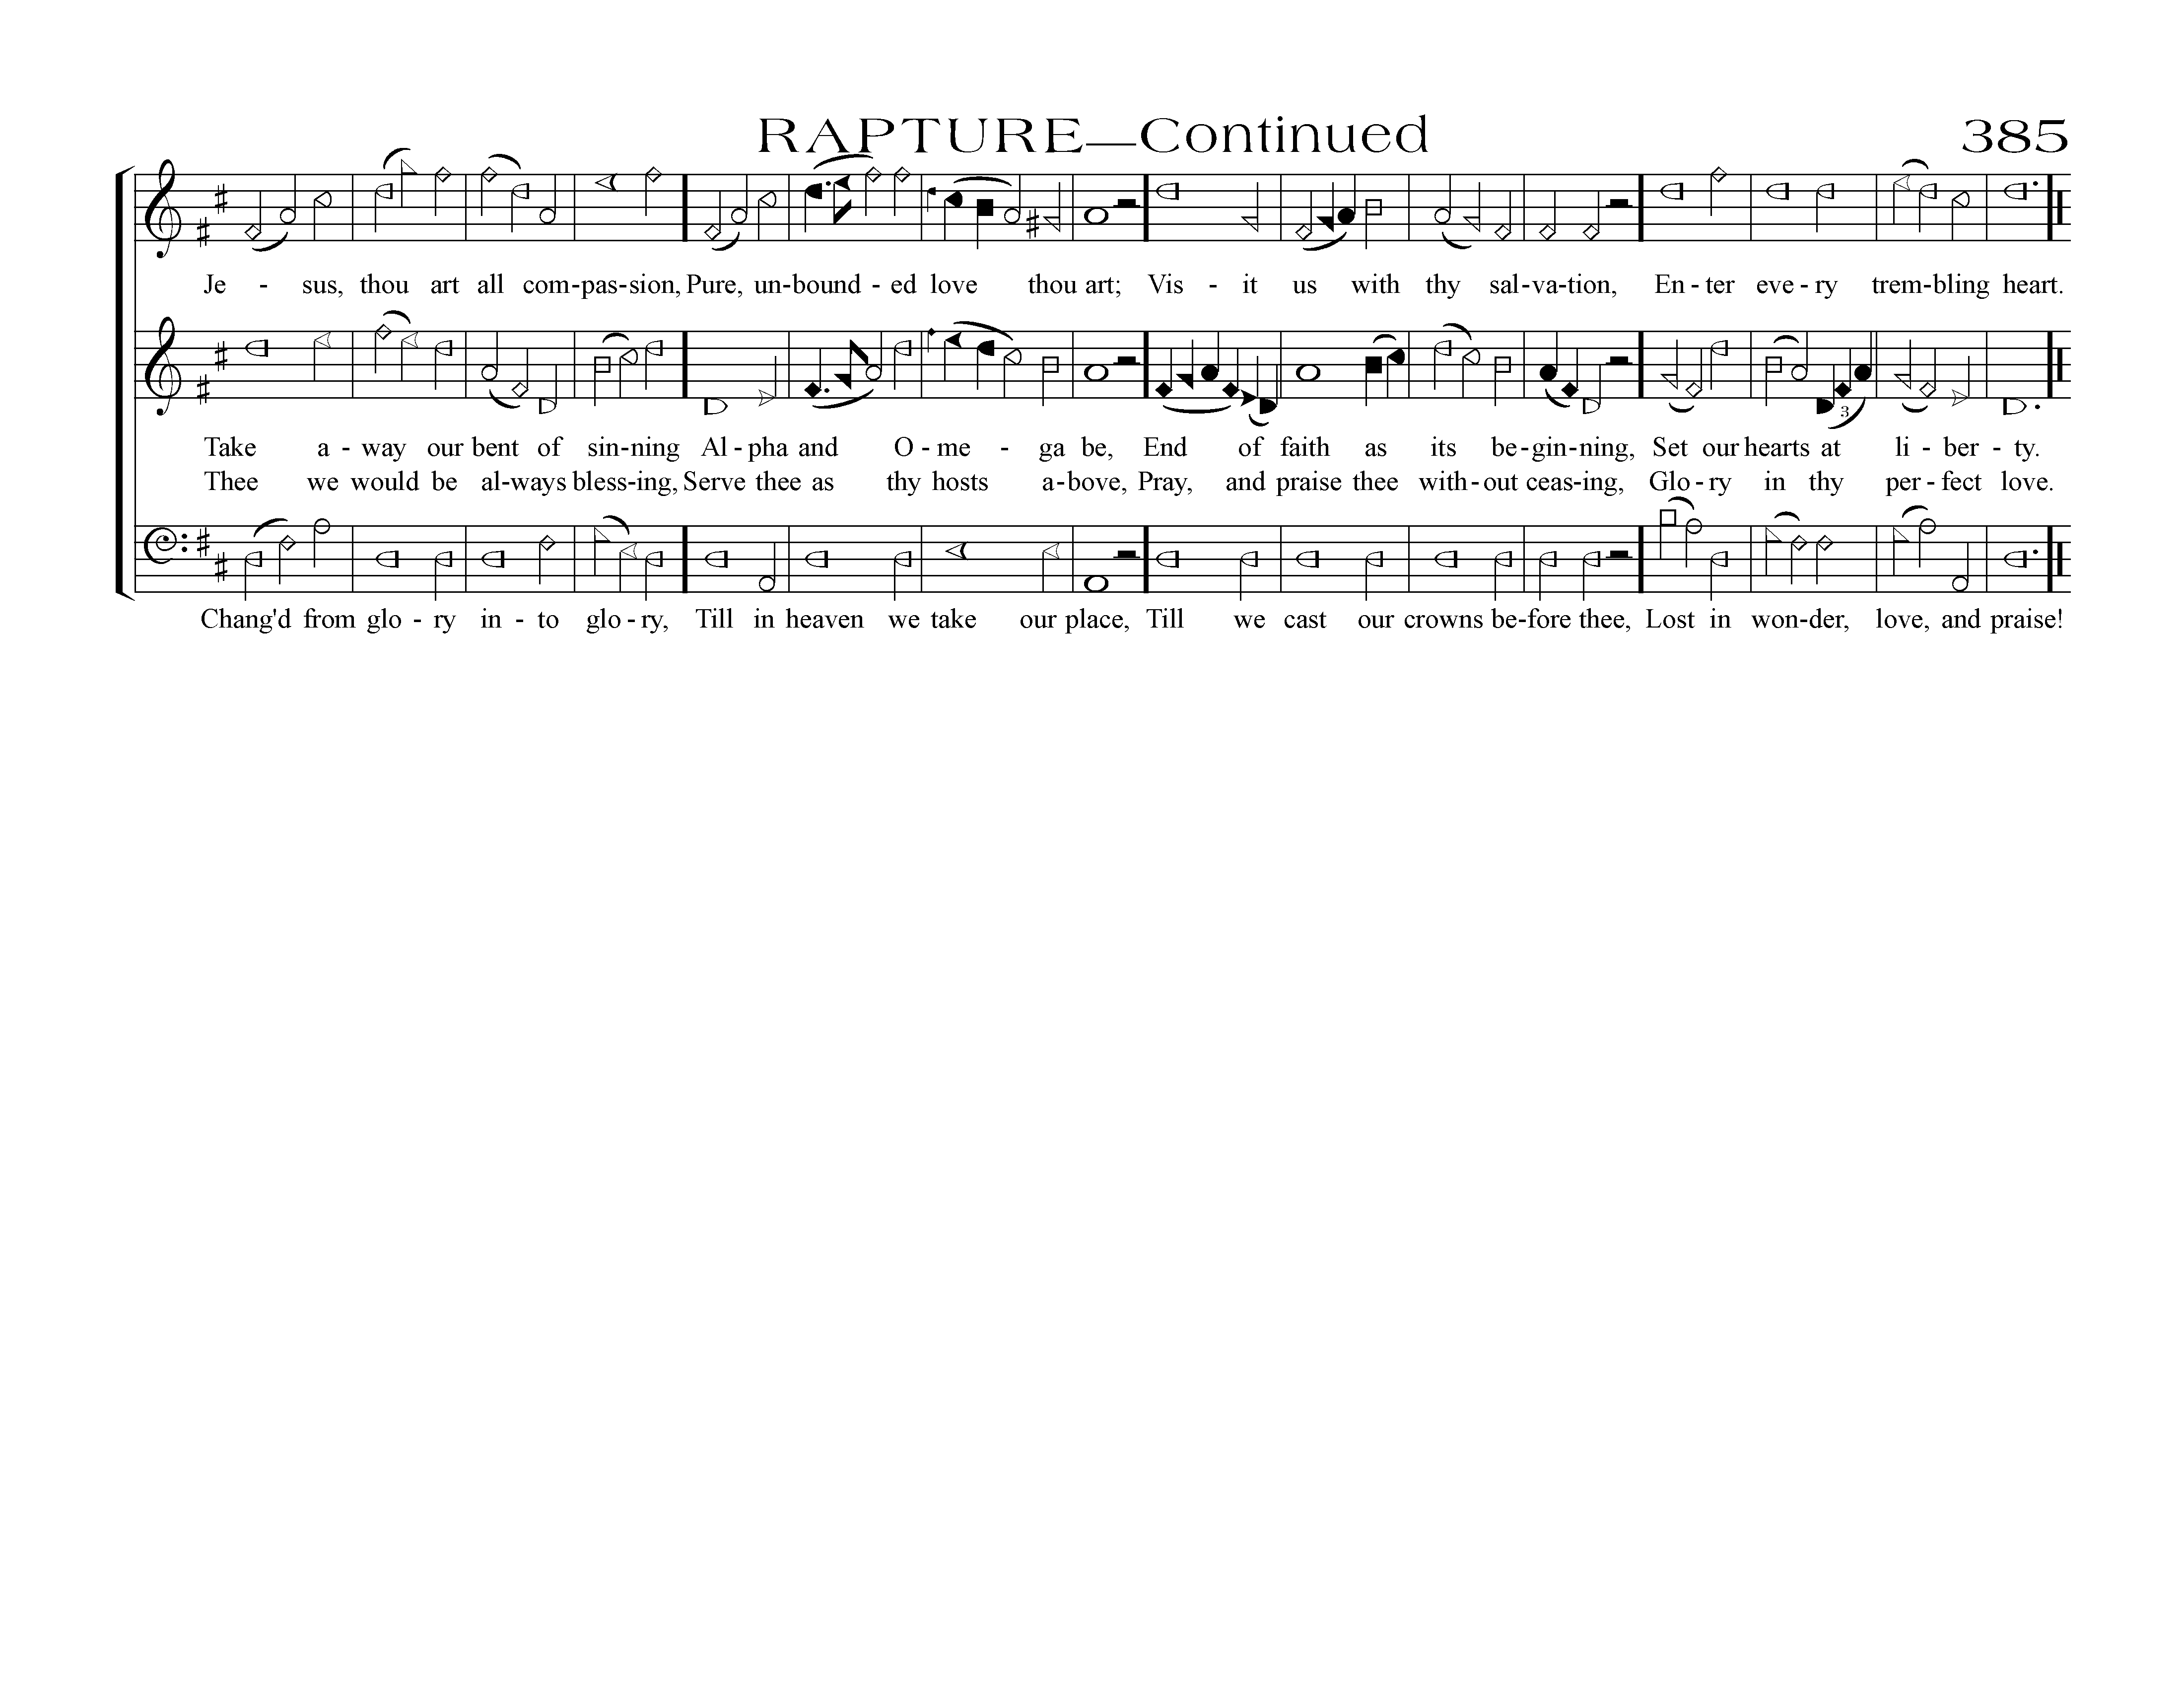 RAPTURE—Continued 385
Je - sus, thou art all com-pas-sion, Pure, un-bound-ed love thou art; Vis - it us with thy sal-va-tion, En-ter eve-ry trem-bling heart.
3
Take a-way our bent of sin-ning Al-pha and O-me - ga be, End of faith as its be-gin-ning, Set our hearts at li-ber-ty.
Thee we would be al-ways bless-ing, Serve thee as thy hosts a-bove, Pray, and praise thee with-out ceas-ing, Glo-ry in thy per-fect love.
Chang'd from glo-ry in-to glo-ry, Till in heaven we take our place, Till we cast our crowns be-fore thee, Lost in won-der, love, and praise!